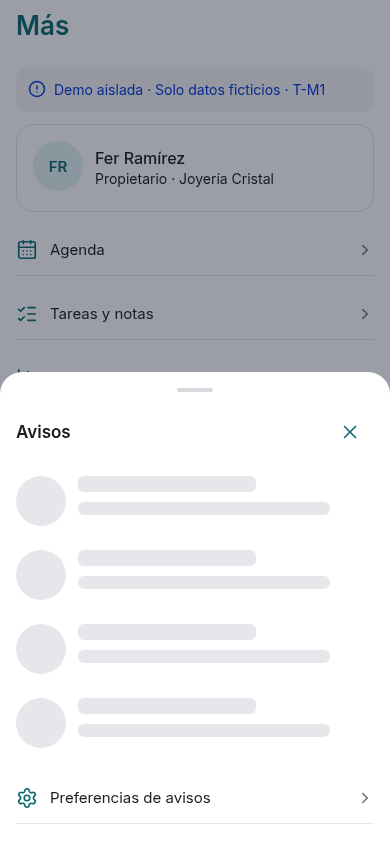 Más
Demo aislada · Solo datos ficticios · T-M1
FR
Fer Ramírez
Propietario · Joyería Cristal
Agenda
Tareas y notas
Avisos
Preferencias de avisos